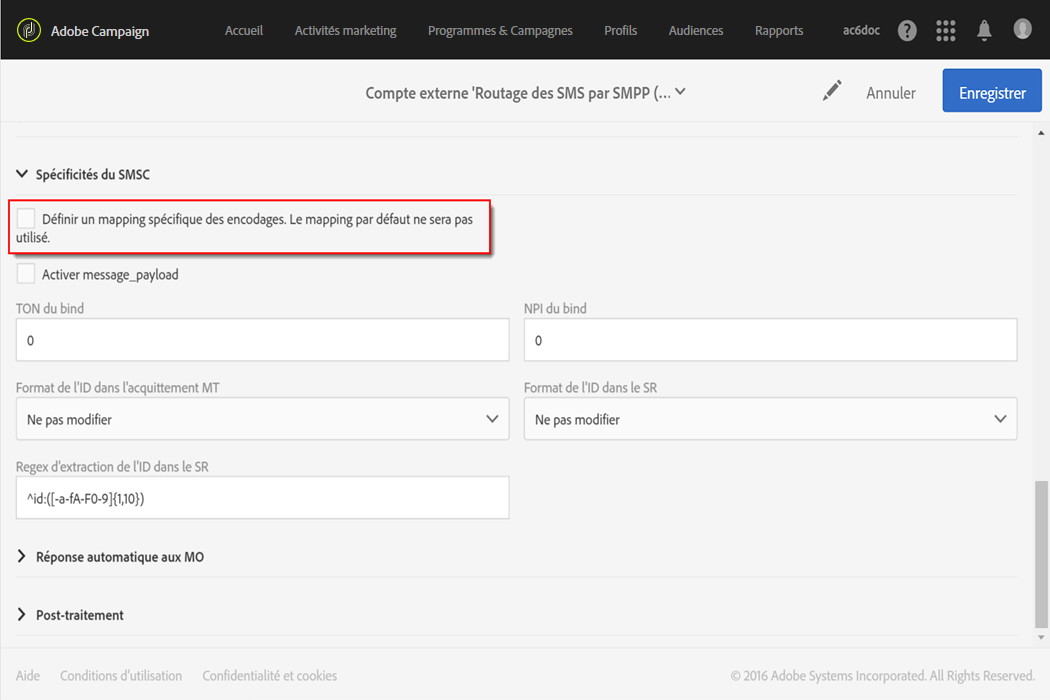 Adobe Campaign Accueil Activités marketing Programmes & Campagnes Profils Audiences Rapports ac6doc ?
Compte externe 'Routage des SMS par SMPP (... Annuler Enregistrer
Spécificités du SMSC
Définir un mapping spécifique des encodages. Le mapping par défaut ne sera pas
utilisé.
Activer message_payload
TON du bind NPI du bind
0 0
Format de l'ID dans l'acquittement MT Format de l'ID dans le SR
Ne pas modifier Ne pas modifier
Regex d'extraction de l'ID dans le SR
^id:([-a-fA-F0-9]{1,10})
Réponse automatique aux MO
Post-traitement
Aide Conditions d'utilisation Confidentialité et cookies © 2016 Adobe Systems Incorporated. All Rights Reserved.